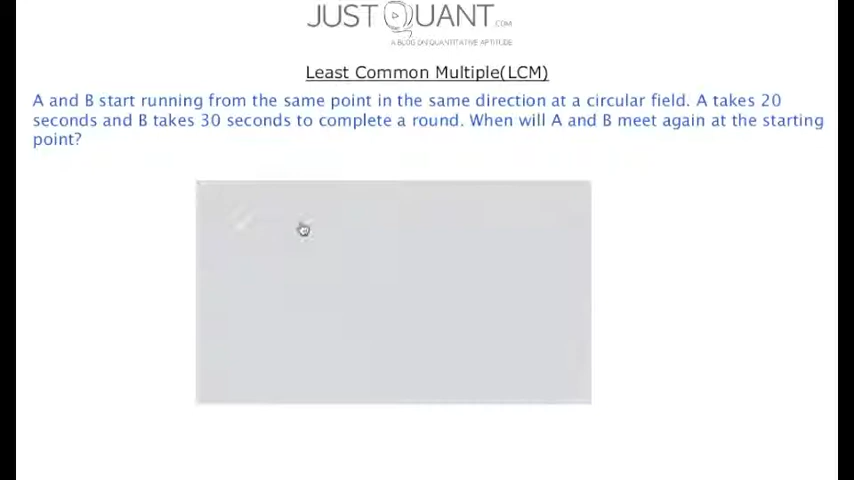 JUST QUANT.COM
A BLOG ON QUANTITATIVE APTITUDE
Least Common Multiple(LCM)
A and B start running from the same point in the same direction at a circular field. A takes 20
seconds and B takes 30 seconds to complete a round. When will A and B meet again at the starting
point?